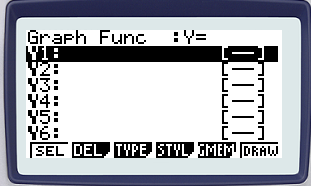 Graph Func :Y=
Y1: [—]
Y2: [—]
Y3: [—]
Y4: [—]
Y5: [—]
Y6: [—]
SEL DEL TYPE STYL GMEM DRAW